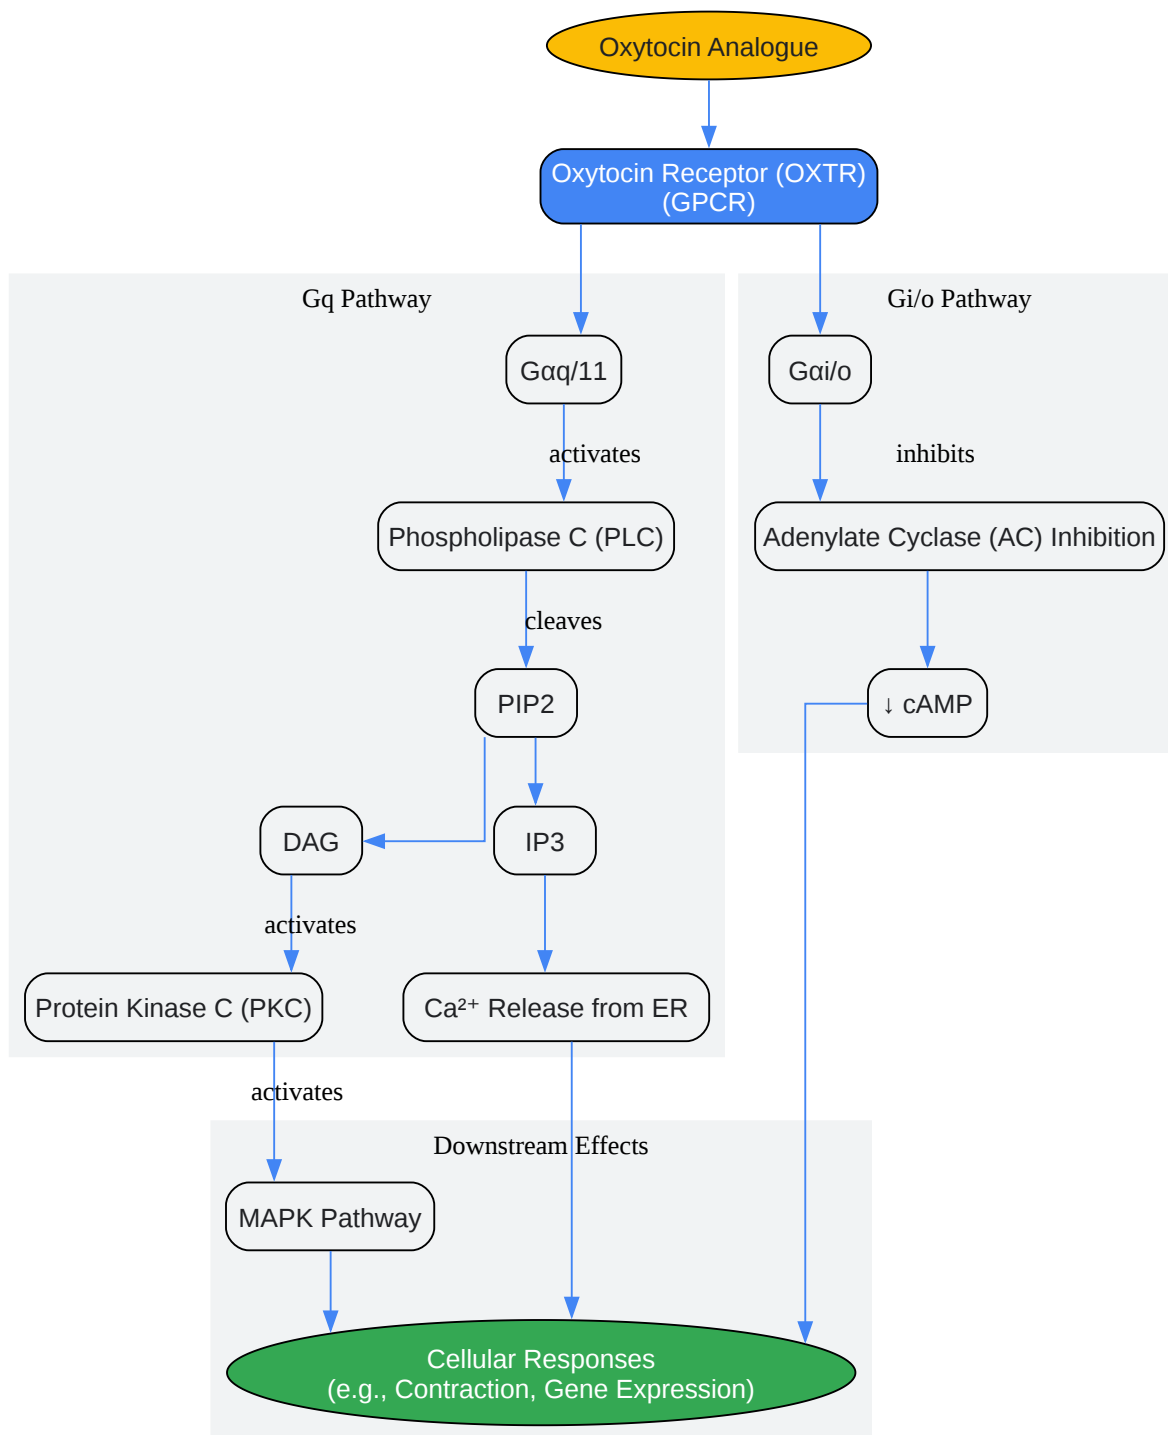 Oxytocin Analogue
Oxytocin Receptor (OXTR)
(GPCR)
Gq Pathway
Gi/o Pathway
Gαq/11
Gαi/o
activates
inhibits
Phospholipase C (PLC)
Adenylate Cyclase (AC) Inhibition
cleaves
PIP2
↓ cAMP
DAG
IP3
activates
Protein Kinase C (PKC)
Ca²⁺ Release from ER
activates
Downstream Effects
MAPK Pathway
Cellular Responses
(e.g., Contraction, Gene Expression)